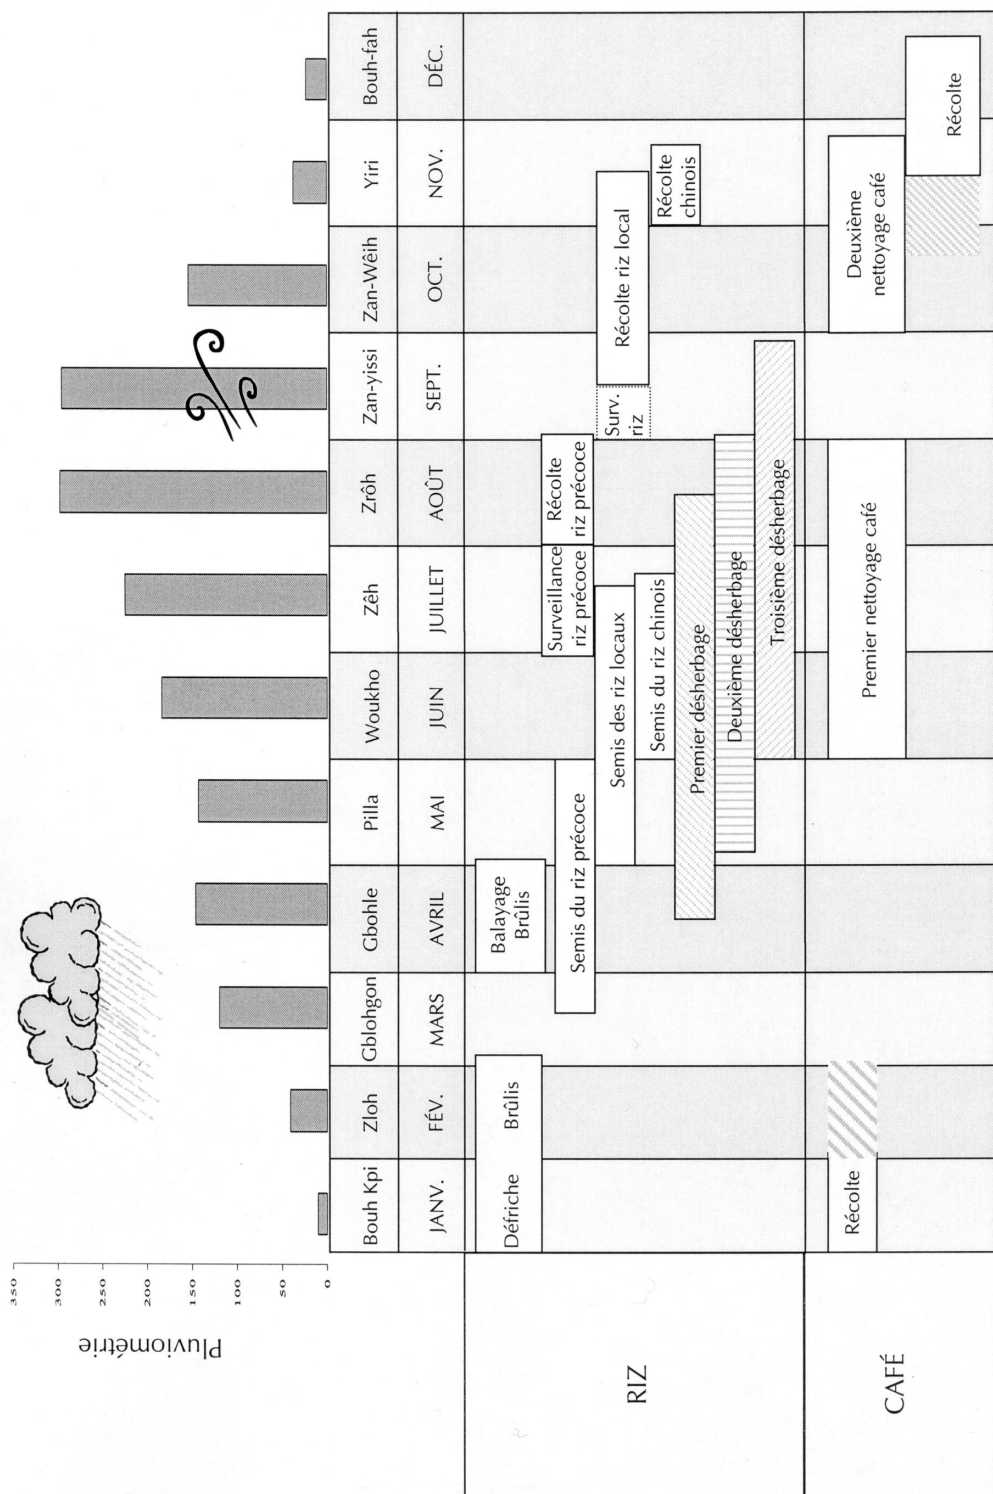 Pluviométrie
350
300
250
200
150
100
50
0
Bouh Kpi
Zloh
Gblohgon
Gbohle
Pilla
Woukho
Zêh
Zrôh
Zan-yissi
Zan-Wêih
Yiri
Bouh-fah
JANV.
FÉV.
MARS
AVRIL
MAI
JUIN
JUILLET
AOÛT
SEPT.
OCT.
NOV.
DÉC.
RIZ
Défriche
Brûlis
Balayage
Brûlis
Semis du riz précoce
Surveillance
riz précoce
Récolte
riz précoce
Semis des riz locaux
Surv.
riz
Récolte riz local
Semis du riz chinois
Récolte
chinois
Premier désherbage
Deuxième désherbage
Troisième désherbage
CAFÉ
Récolte
Premier nettoyage café
Deuxième
nettoyage café
Récolte